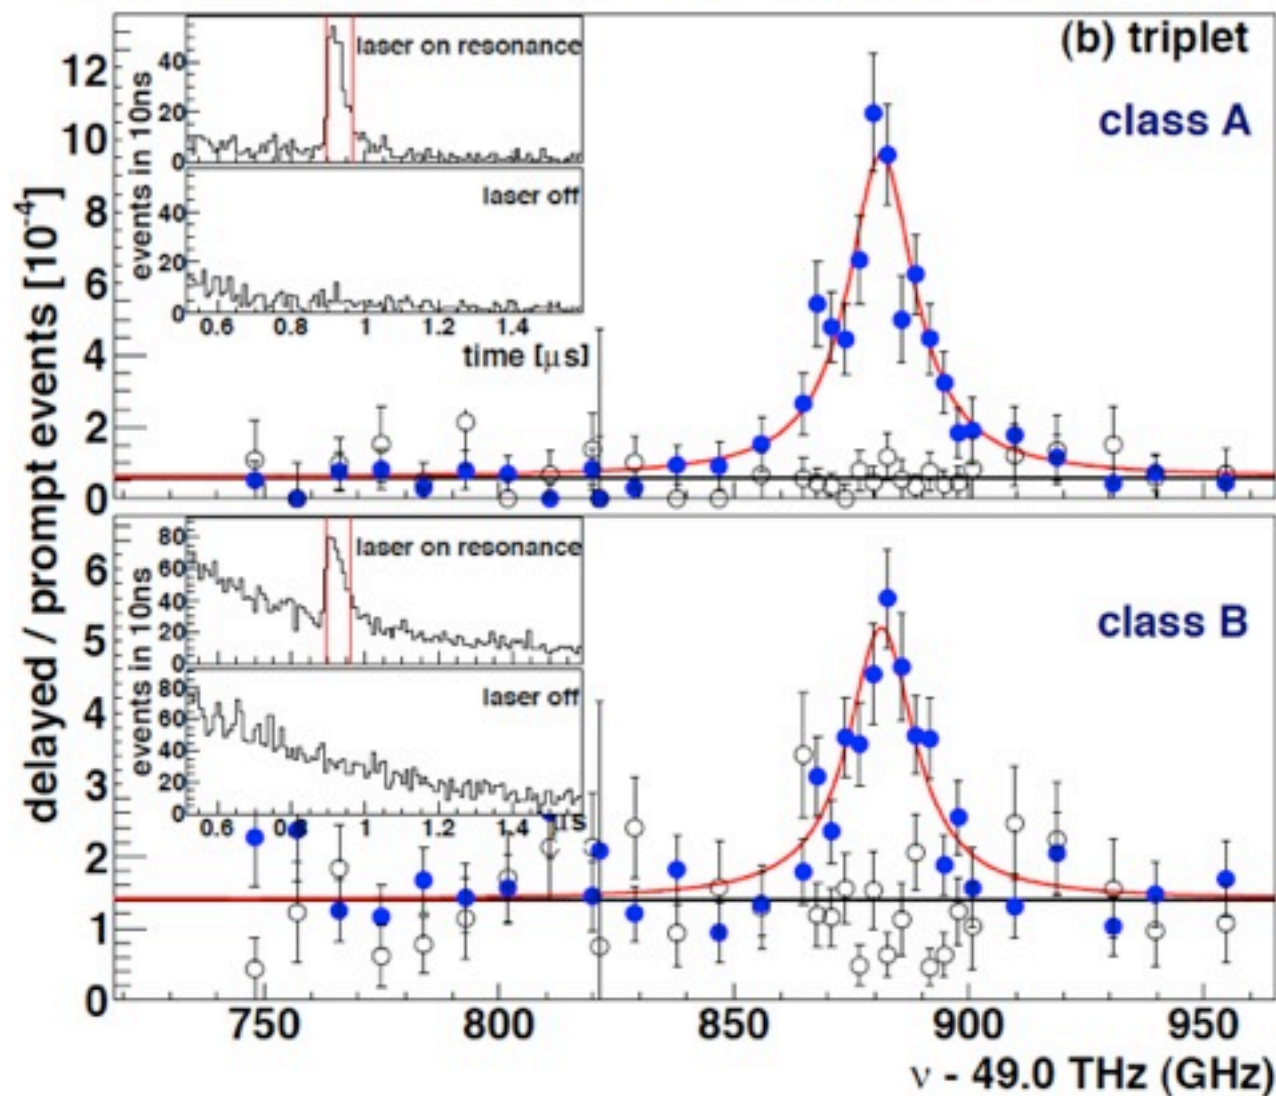 (b) triplet
class A
delayed / prompt events [10⁻⁴]
12
10
8
6
4
2
0
events in 10ns
laser on resonance
40
20
0
laser off
40
20
0
0.6 0.8 1 1.2 1.4
time [μs]
class B
6
5
4
3
2
1
0
events in 10ns
laser on resonance
80
60
40
20
0
laser off
80
60
40
20
0
0.6 0.8 1 1.2 1.4
μs
750 800 850 900 950
ν - 49.0 THz (GHz)